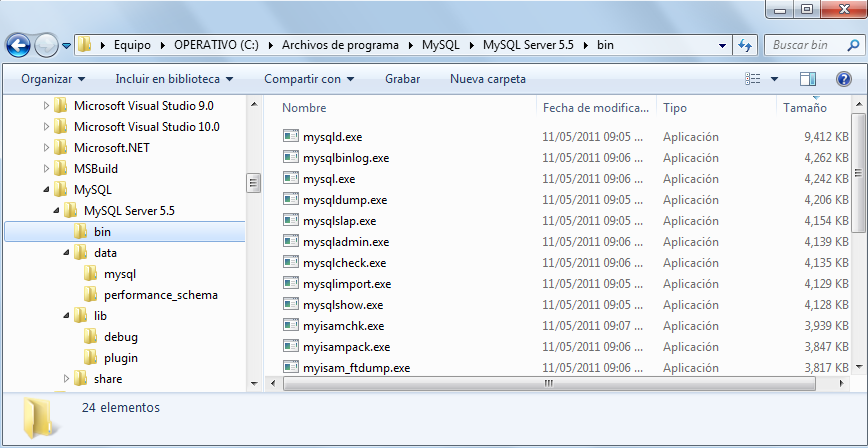 Equipo ▸ OPERATIVO (C:) ▸ Archivos de programa ▸ MySQL ▸ MySQL Server 5.5 ▸ bin
Buscar bin
Organizar Incluir en biblioteca Compartir con Grabar Nueva carpeta
Microsoft Visual Studio 9.0
Microsoft Visual Studio 10.0
Microsoft.NET
MSBuild
MySQL
MySQL Server 5.5
bin
data
mysql
performance_schema
lib
debug
plugin
share
Nombre Fecha de modifica... Tipo Tamaño
mysqld.exe 11/05/2011 09:05 ... Aplicación 9,412 KB
mysqlbinlog.exe 11/05/2011 09:06 ... Aplicación 4,262 KB
mysql.exe 11/05/2011 09:06 ... Aplicación 4,242 KB
mysqldump.exe 11/05/2011 09:05 ... Aplicación 4,206 KB
mysqlslap.exe 11/05/2011 09:05 ... Aplicación 4,154 KB
mysqladmin.exe 11/05/2011 09:06 ... Aplicación 4,139 KB
mysqlcheck.exe 11/05/2011 09:06 ... Aplicación 4,135 KB
mysqlimport.exe 11/05/2011 09:05 ... Aplicación 4,129 KB
mysqlshow.exe 11/05/2011 09:05 ... Aplicación 4,128 KB
myisamchk.exe 11/05/2011 09:07 ... Aplicación 3,939 KB
myisampack.exe 11/05/2011 09:06 ... Aplicación 3,847 KB
myisam_ftdump.exe 11/05/2011 09:06 ... Aplicación 3,817 KB
24 elementos